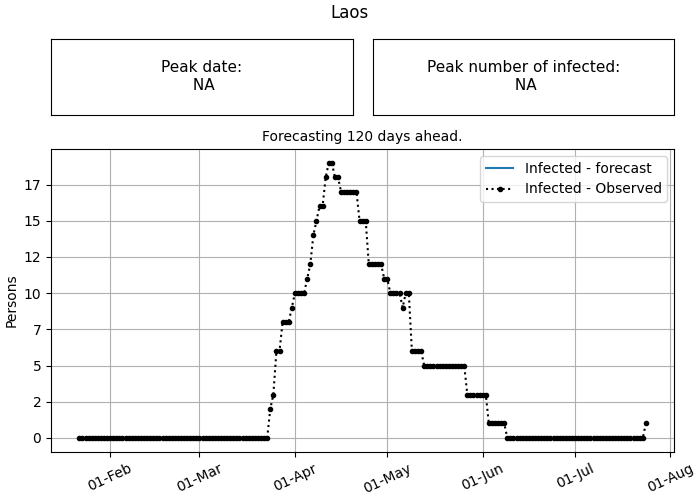 Laos
Peak date:
NA
Peak number of infected:
NA
Forecasting 120 days ahead.
Infected - forecast
Infected - Observed
Persons
17
15
12
10
7
5
2
0
01-Feb
01-Mar
01-Apr
01-May
01-Jun
01-Jul
01-Aug